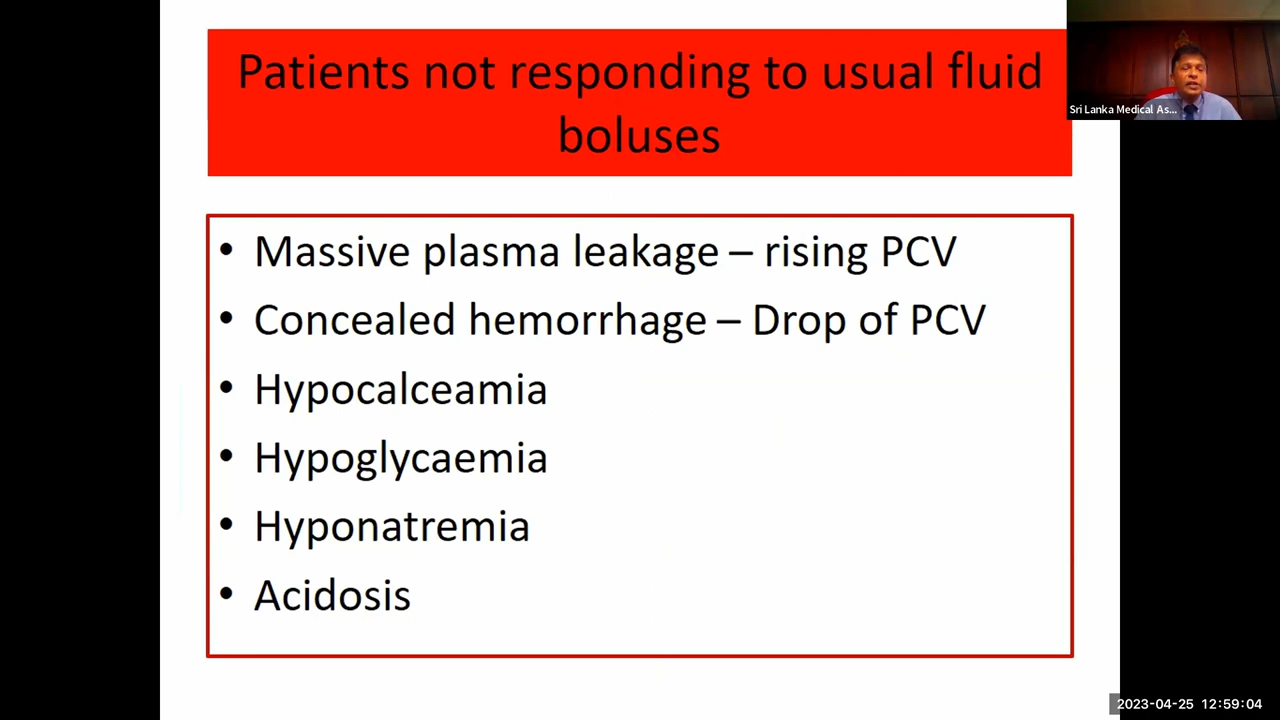 Patients not responding to usual fluid
boluses
Sri Lanka Medical As...
• Massive plasma leakage – rising PCV
• Concealed hemorrhage – Drop of PCV
• Hypocalceamia
• Hypoglycaemia
• Hyponatremia
• Acidosis
2023-04-25 12:59:04